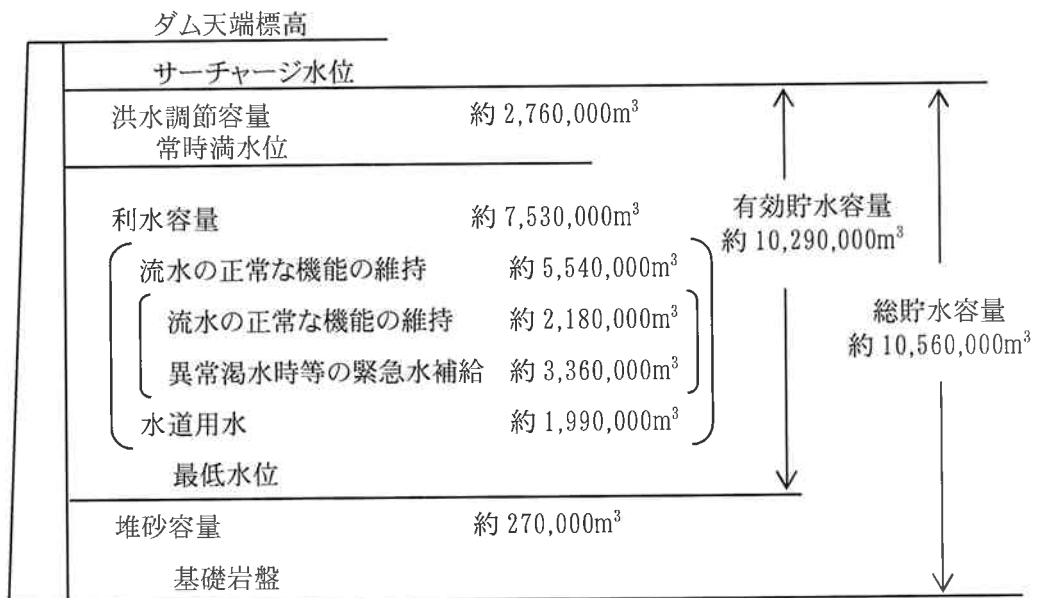 ダム天端標高
サーチャージ水位
洪水調節容量 約 2,760,000m³
常時満水位
利水容量 約 7,530,000m³
流水の正常な機能の維持 約 5,540,000m³
流水の正常な機能の維持 約 2,180,000m³
異常渇水時等の緊急水補給 約 3,360,000m³
水道用水 約 1,990,000m³
最低水位
堆砂容量 約 270,000m³
基礎岩盤
有効貯水容量
約 10,290,000m³
総貯水容量
約 10,560,000m³